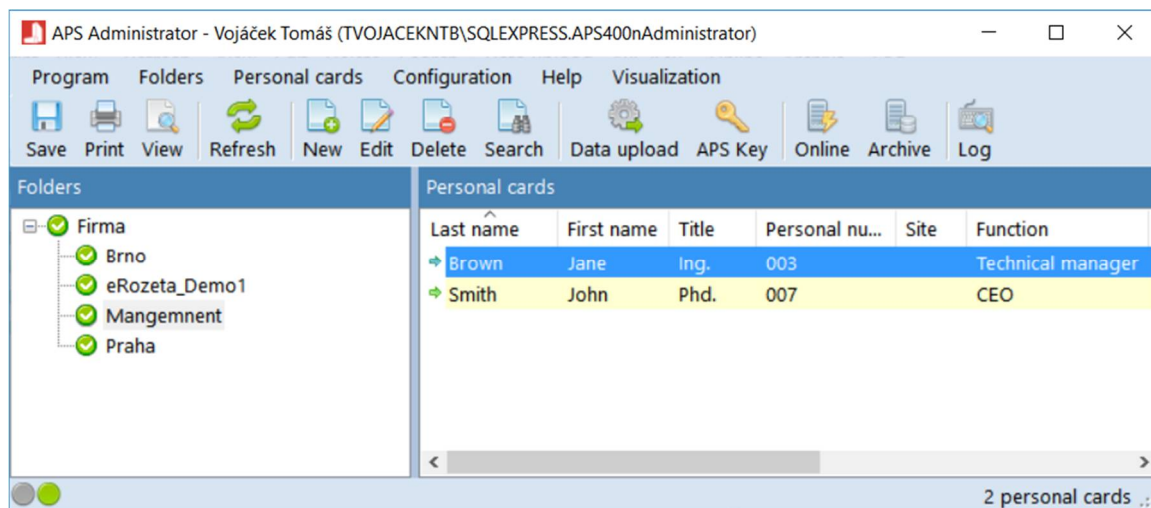 APS Administrator - Vojáček Tomáš (TVOJACEKNTB\SQLEXPRESS.APS400nAdministrator)
Program Folders Personal cards Configuration Help Visualization
Save Print View Refresh New Edit Delete Search Data upload APS Key Online Archive Log
Folders
Firma
Brno
eRozeta_Demo1
Mangemnent
Praha
Personal cards
Last name First name Title Personal nu... Site Function
Brown Jane Ing. 003 Technical manager
Smith John Phd. 007 CEO
2 personal cards